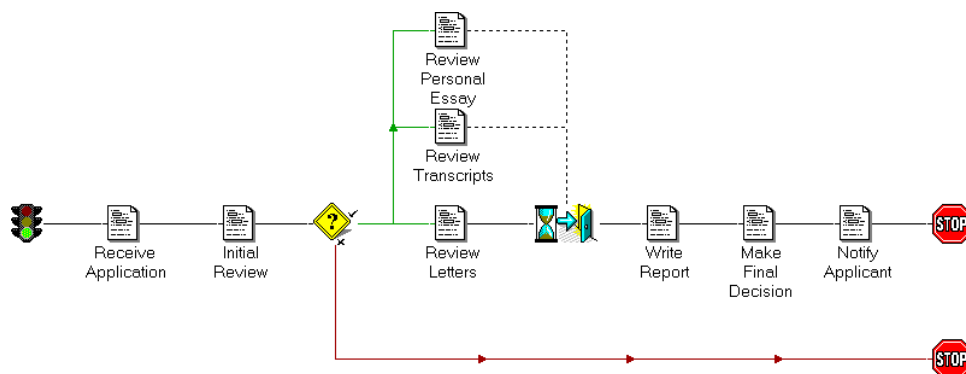 Review
Personal
Essay
Review
Transcripts
?
Receive
Application
Initial
Review
Review
Letters
Write
Report
Make
Final
Decision
Notify
Applicant
STOP
STOP